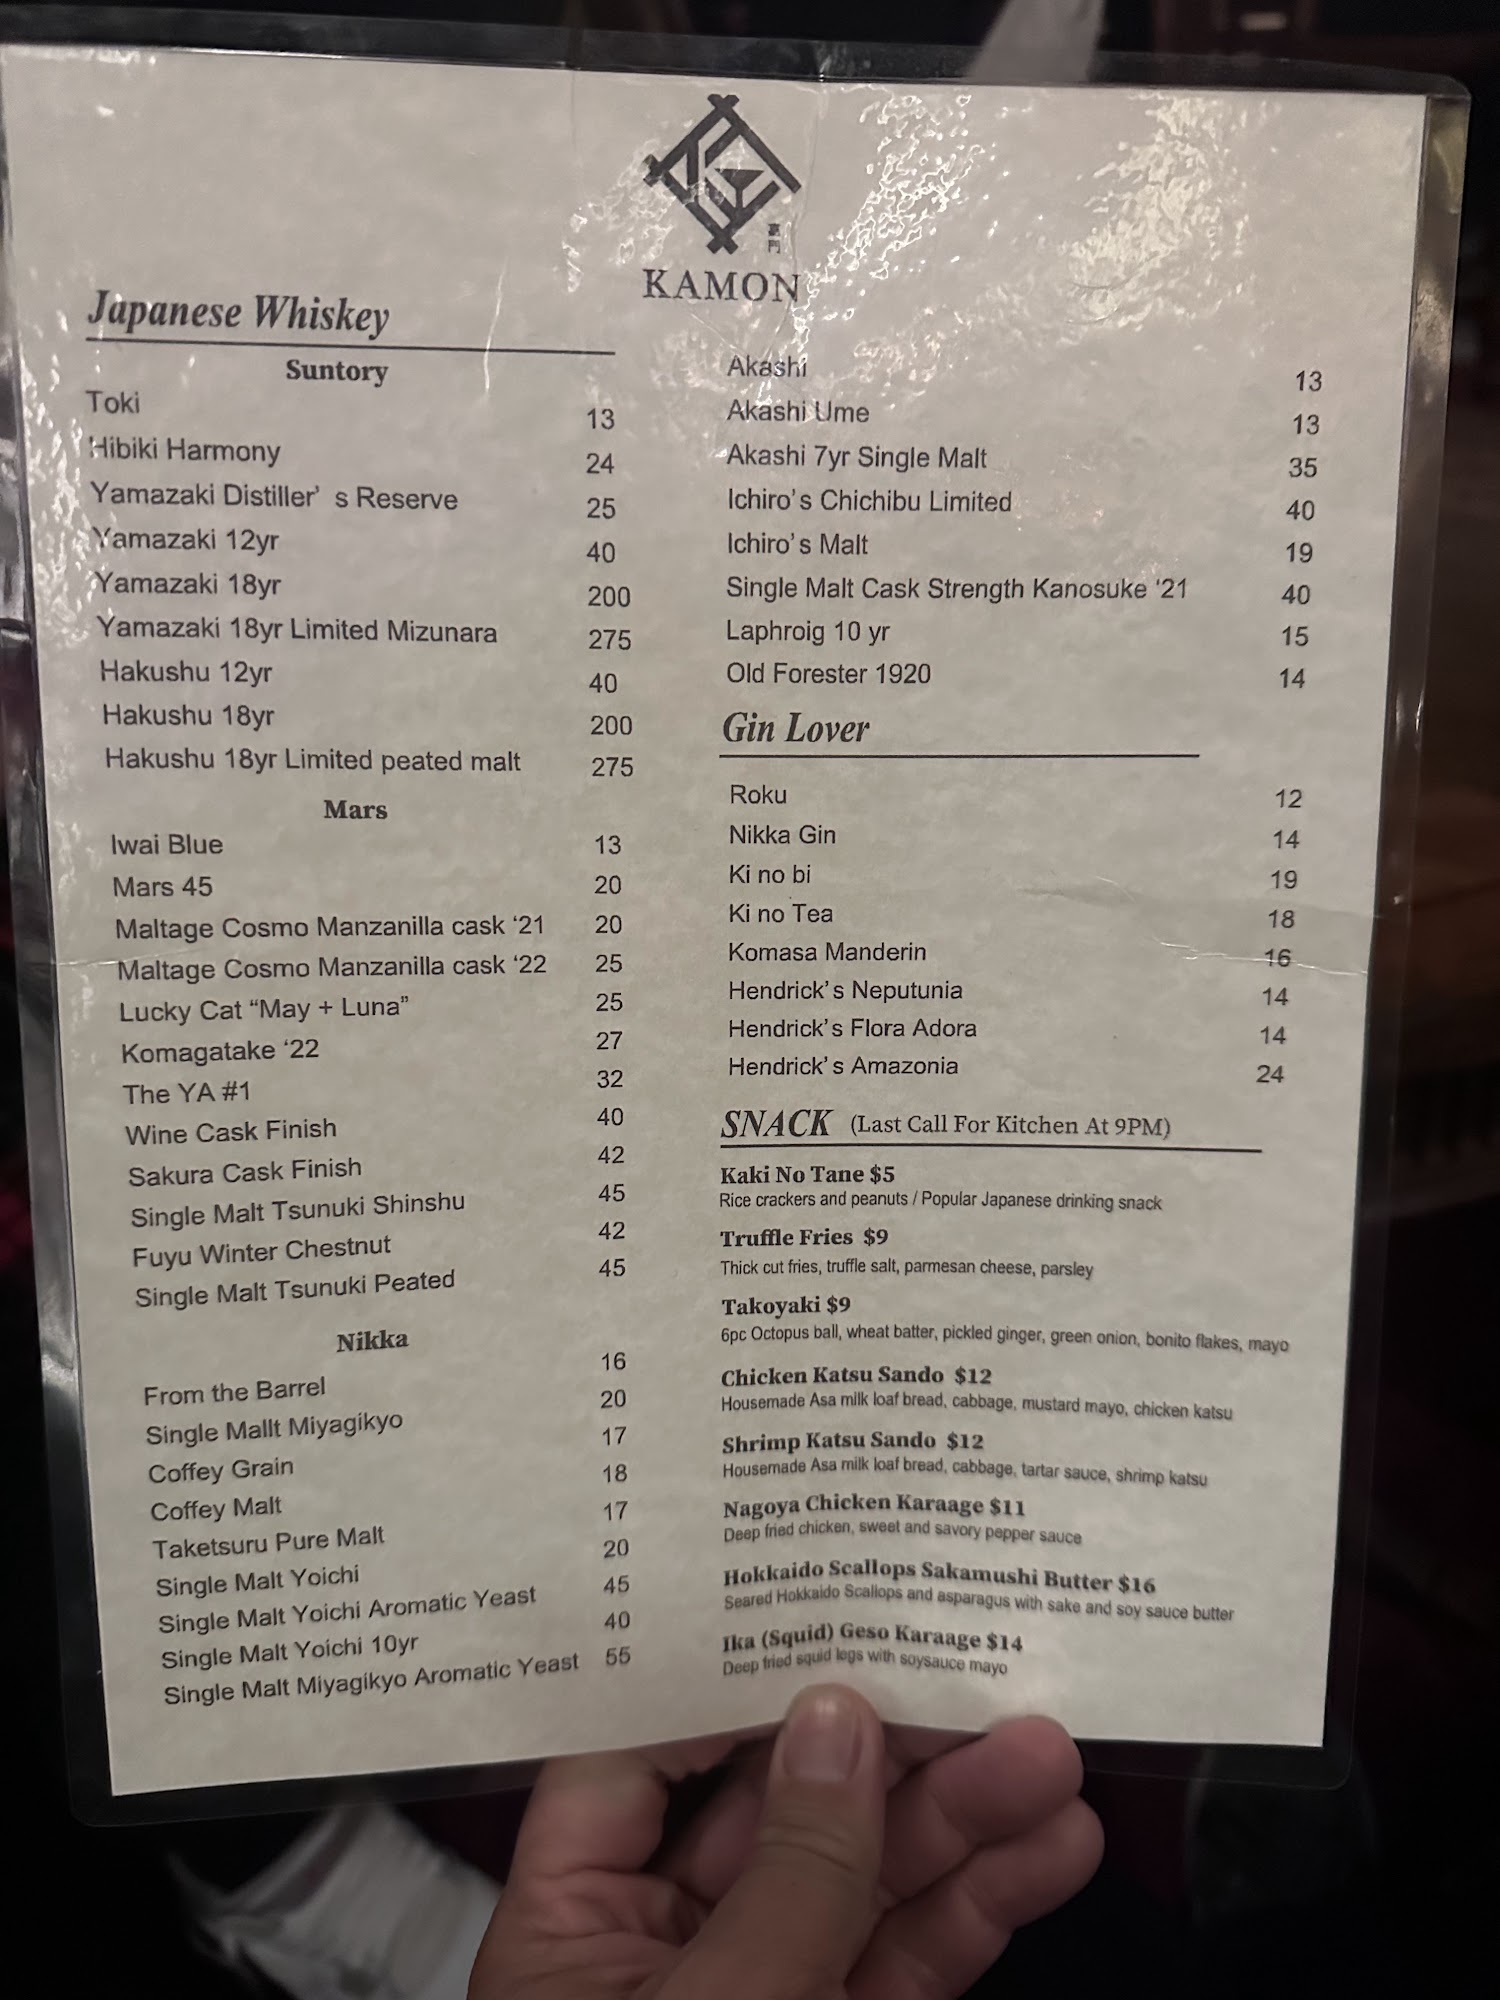 嘉門
KAMON
Japanese Whiskey
Suntory
Toki 13
Hibiki Harmony 24
Yamazaki Distiller's Reserve 25
Yamazaki 12yr 40
Yamazaki 18yr 200
Yamazaki 18yr Limited Mizunara 275
Hakushu 12yr 40
Hakushu 18yr 200
Hakushu 18yr Limited peated malt 275
Mars
Iwai Blue 13
Mars 45 20
Maltage Cosmo Manzanilla cask ‘21 20
Maltage Cosmo Manzanilla cask ‘22 25
Lucky Cat “May + Luna” 25
Komagatake ‘22 27
The YA #1 32
Wine Cask Finish 40
Sakura Cask Finish 42
Single Malt Tsunuki Shinshu 45
Fuyu Winter Chestnut 42
Single Malt Tsunuki Peated 45
Nikka
From the Barrel 16
Single Mallt Miyagikyo 20
Coffey Grain 17
Coffey Malt 18
Taketsuru Pure Malt 17
Single Malt Yoichi 20
Single Malt Yoichi Aromatic Yeast 45
Single Malt Yoichi 10yr 40
Single Malt Miyagikyo Aromatic Yeast 55
Akashi 13
Akashi Ume 13
Akashi 7yr Single Malt 35
Ichiro's Chichibu Limited 40
Ichiro's Malt 19
Single Malt Cask Strength Kanosuke ‘21 40
Laphroig 10 yr 15
Old Forester 1920 14
Gin Lover
Roku 12
Nikka Gin 14
Ki no bi 19
Ki no Tea 18
Komasa Manderin 16
Hendrick's Neputunia 14
Hendrick's Flora Adora 14
Hendrick's Amazonia 24
SNACK (Last Call For Kitchen At 9PM)
Kaki No Tane $5
Rice crackers and peanuts / Popular Japanese drinking snack
Truffle Fries $9
Thick cut fries, truffle salt, parmesan cheese, parsley
Takoyaki $9
6pc Octopus ball, wheat batter, pickled ginger, green onion, bonito flakes, mayo
Chicken Katsu Sando $12
Housemade Asa milk loaf bread, cabbage, mustard mayo, chicken katsu
Shrimp Katsu Sando $12
Housemade Asa milk loaf bread, cabbage, tartar sauce, shrimp katsu
Nagoya Chicken Karaage $11
Deep fried chicken, sweet and savory pepper sauce
Hokkaido Scallops Sakamushi Butter $16
Seared Hokkaido Scallops and asparagus with sake and soy sauce butter
Ika (Squid) Geso Karaage $14
Deep fried squid legs with soysauce mayo